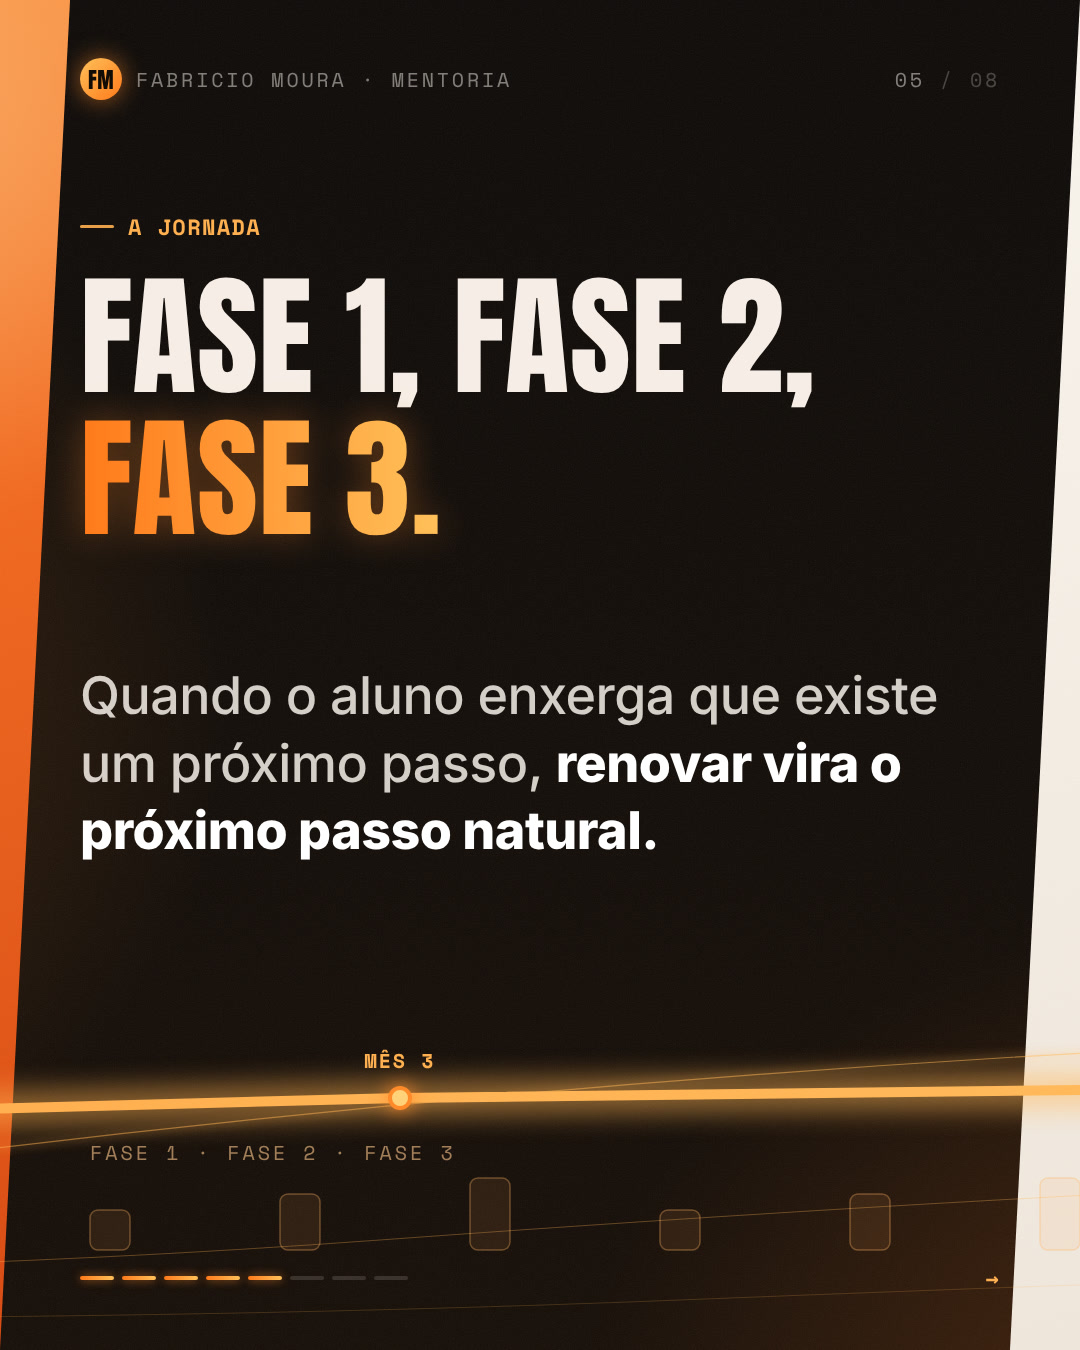 FM FABRICIO MOURA · MENTORIA
05 / 08
— A JORNADA
FASE 1, FASE 2,
FASE 3.
Quando o aluno enxerga que existe
um próximo passo, renovar vira o
próximo passo natural.
MÊS 3
FASE 1 · FASE 2 · FASE 3
→